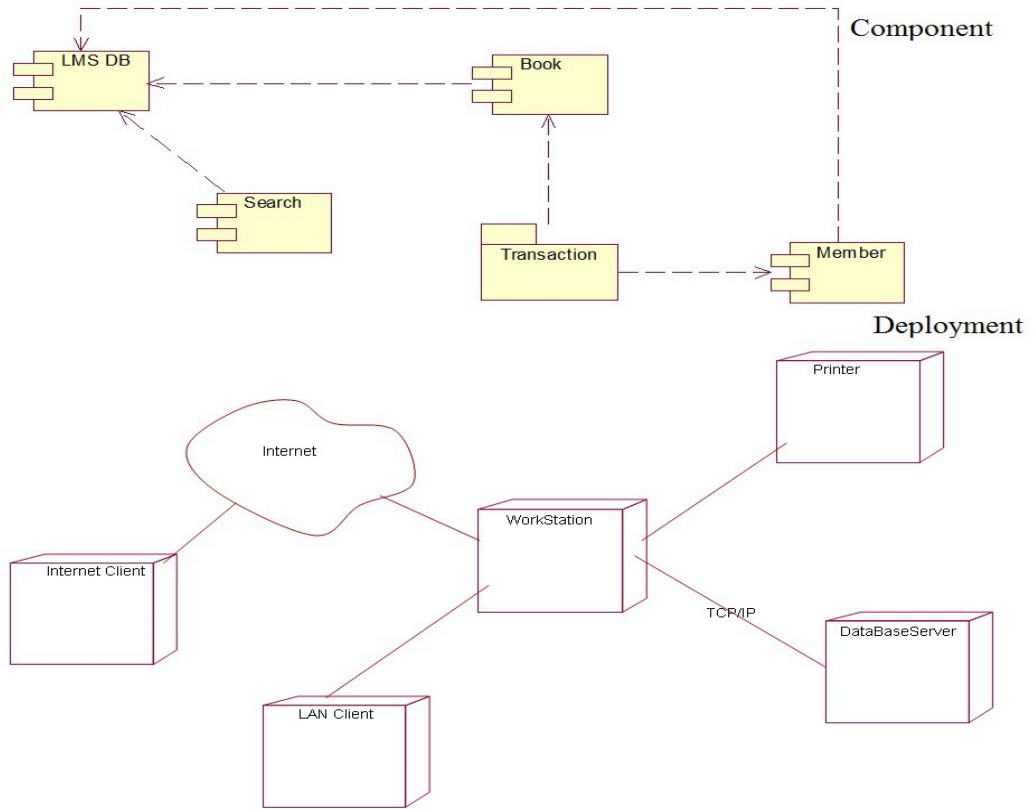 Component
LMS DB
Book
Search
Transaction
Member
Deployment
Printer
Internet
WorkStation
Internet Client
TCP/IP
DataBaseServer
LAN Client